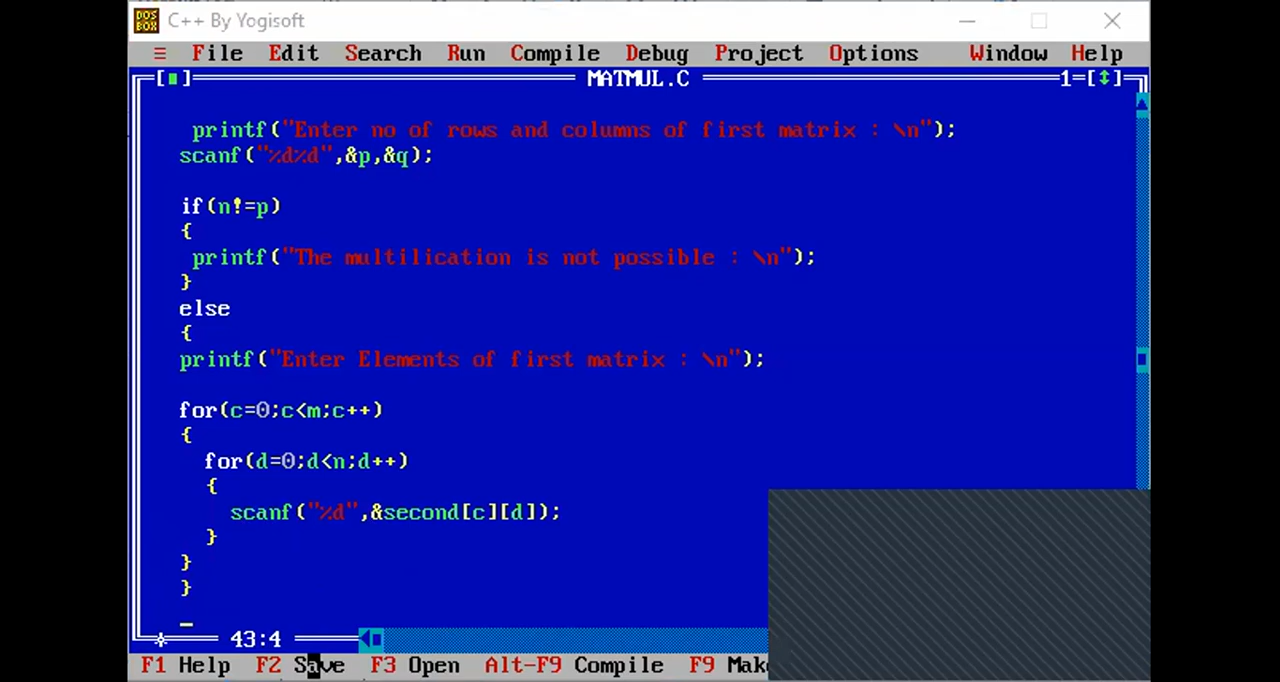 C++ By Yogisoft
≡ File Edit Search Run Compile Debug Project Options Window Help
MATMUL.C 1=[↕]
printf("Enter no of rows and columns of first matrix : \n");
scanf("%d%d",&p,&q);
if(n!=p)
{
printf("The multilication is not possible : \n");
}
else
{
printf("Enter Elements of first matrix : \n");
for(c=0;c<m;c++)
{
for(d=0;d<n;d++)
{
scanf("%d",&second[c][d]);
}
}
}
43:4
F1 Help F2 Save F3 Open Alt-F9 Compile F9 Mak